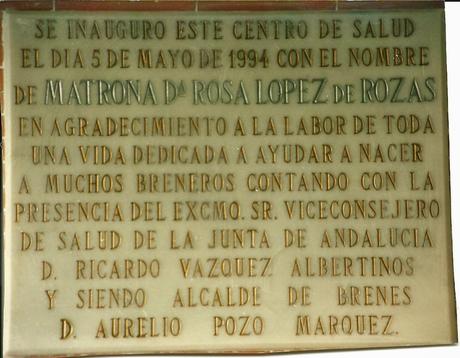 SE INAUGURO ESTE CENTRO DE SALUD
EL DIA 5 DE MAYO DE 1994 CON EL NOMBRE
DE MATRONA Dª ROSA LOPEZ DE ROZAS
EN AGRADECIMIENTO A LA LABOR DE TODA
UNA VIDA DEDICADA A AYUDAR A NACER
A MUCHOS BRENEROS CONTANDO CON LA
PRESENCIA DEL EXCMO. SR. VICECONSEJERO
DE SALUD DE LA JUNTA DE ANDALUCIA
D. RICARDO VAZQUEZ ALBERTINOS
Y SIENDO ALCALDE DE BRENES
D. AURELIO POZO MARQUEZ.